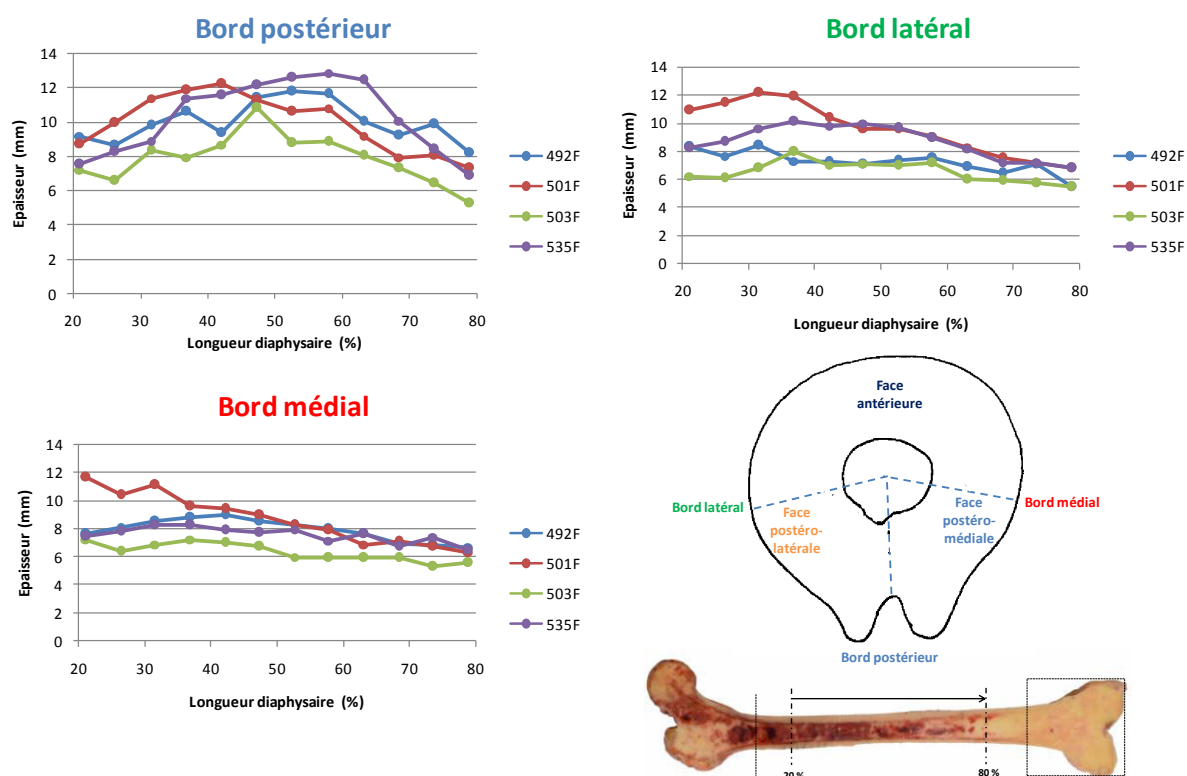 Bord postérieur
14
12
10
8
6
4
2
0
Epaisseur (mm)
20 30 40 50 60 70 80
Longueur diaphysaire (%)
492F
501F
503F
535F
Bord latéral
14
12
10
8
6
4
2
0
Epaisseur (mm)
20 30 40 50 60 70 80
Longueur diaphysaire (%)
492F
501F
503F
535F
Bord médial
14
12
10
8
6
4
2
0
Epaisseur (mm)
20 30 40 50 60 70 80
Longueur diaphysaire (%)
492F
501F
503F
535F
Face
antérieure
Bord latéral
Face
postéro-
latérale
Face
postéro-
médiale
Bord médial
Bord postérieur
20 %
80 %